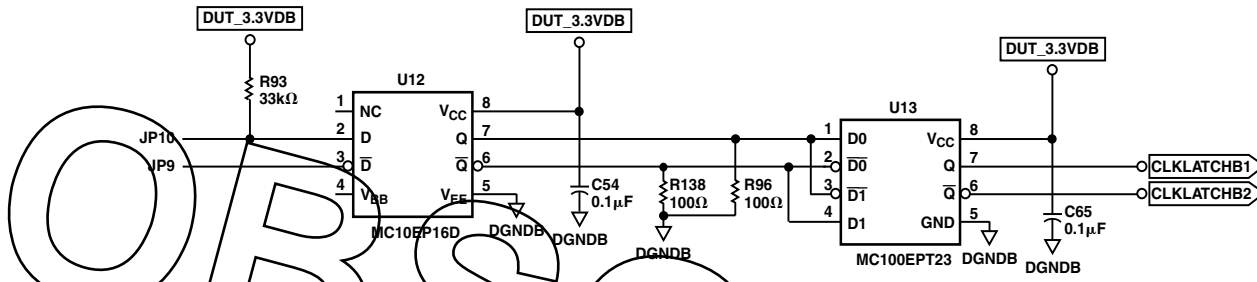 DUT_3.3VDB
DUT_3.3VDB
DUT_3.3VDB
R93
33kΩ
U12
1 NC VCC 8
JP10 2 D Q 7
JP9 3 D̅ Q̅ 6
4 VBB VEE 5
MC10EP16D
DGNDB
C54
0.1µF
DGNDB
R138
100Ω
R96
100Ω
DGNDB
U13
1 D0 VCC 8
2 D̅0̅ Q 7
3 D̅1̅ Q̅ 6
4 D1 GND 5
MC100EPT23
DGNDB
C65
0.1µF
DGNDB
CLKLATCHB1
CLKLATCHB2